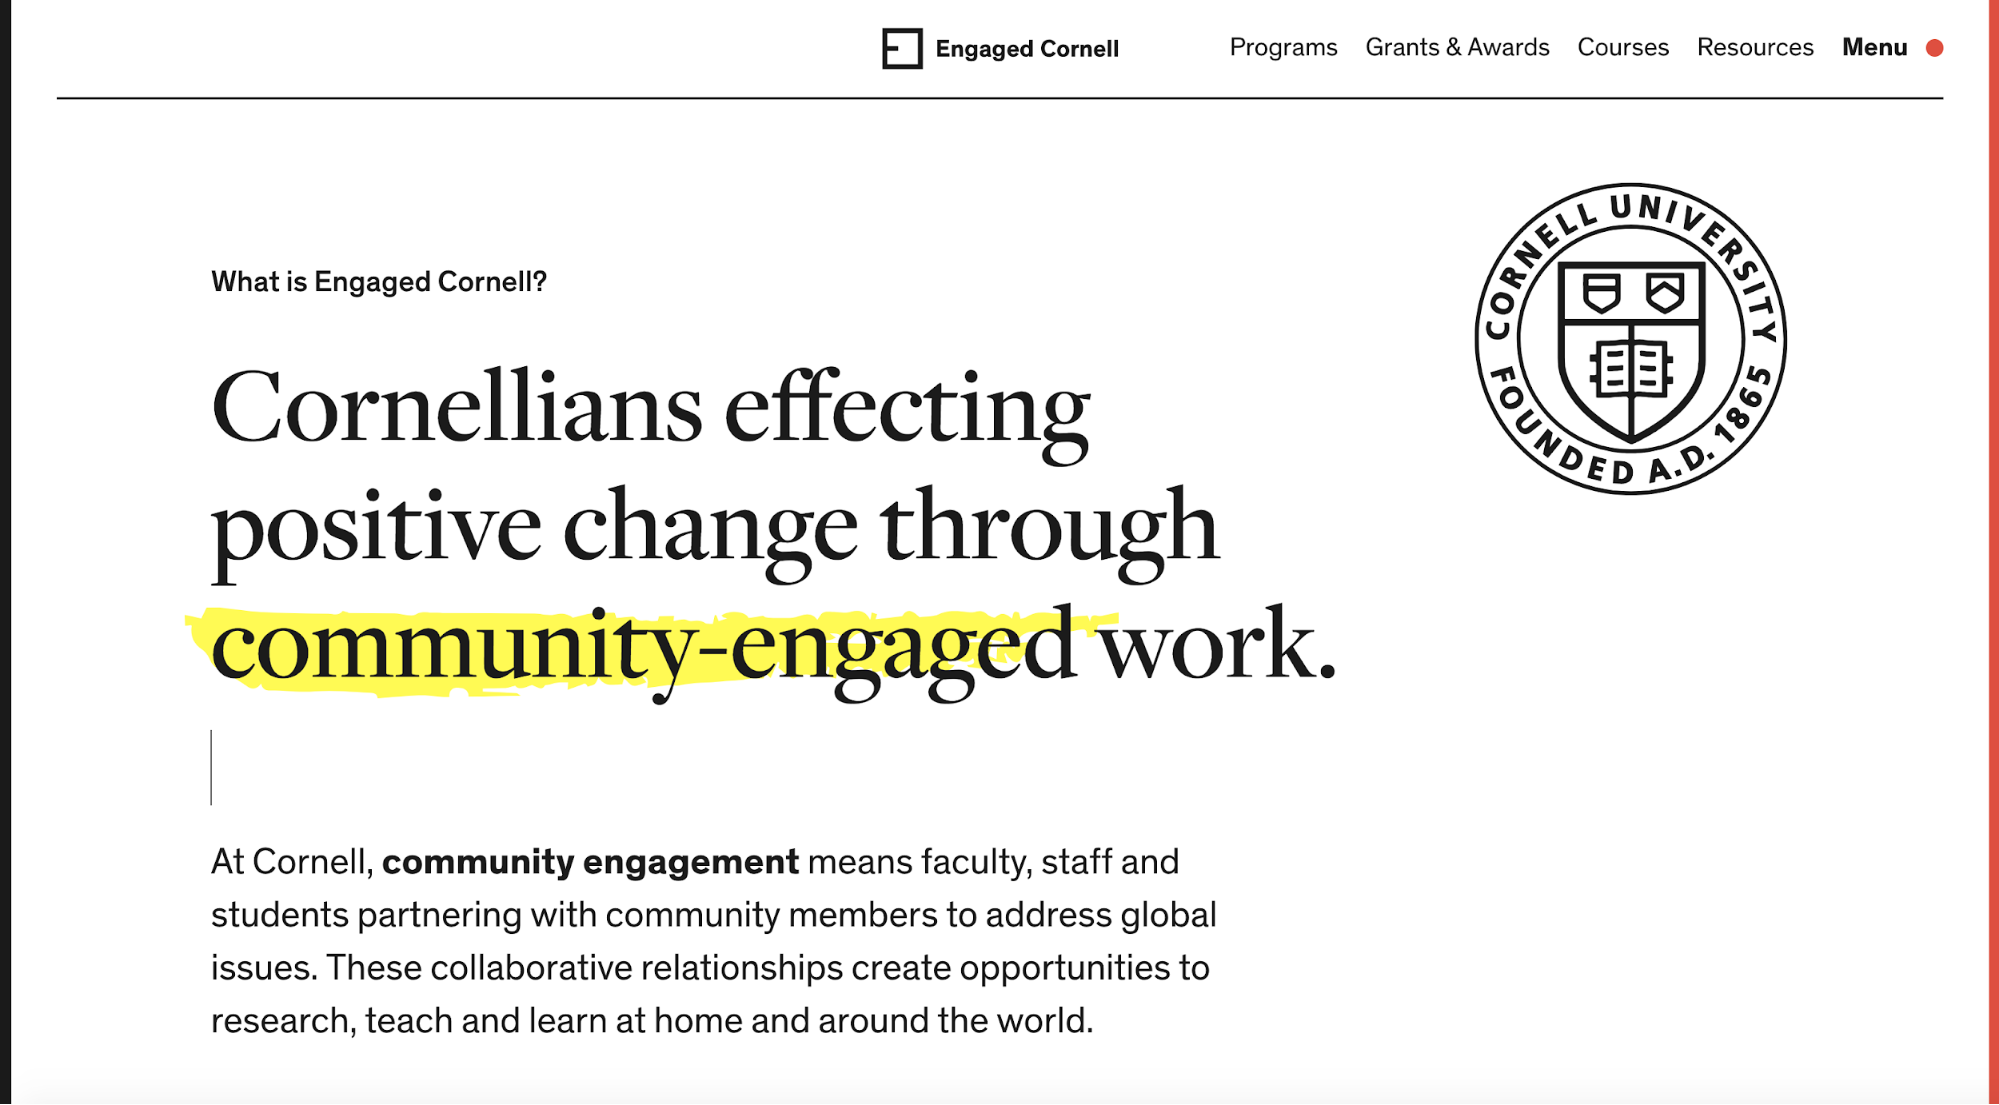 Engaged Cornell
Programs Grants & Awards Courses Resources Menu
CORNELL UNIVERSITY
FOUNDED A.D. 1865
What is Engaged Cornell?
Cornellians effecting
positive change through
community-engaged work.
At Cornell, community engagement means faculty, staff and
students partnering with community members to address global
issues. These collaborative relationships create opportunities to
research, teach and learn at home and around the world.